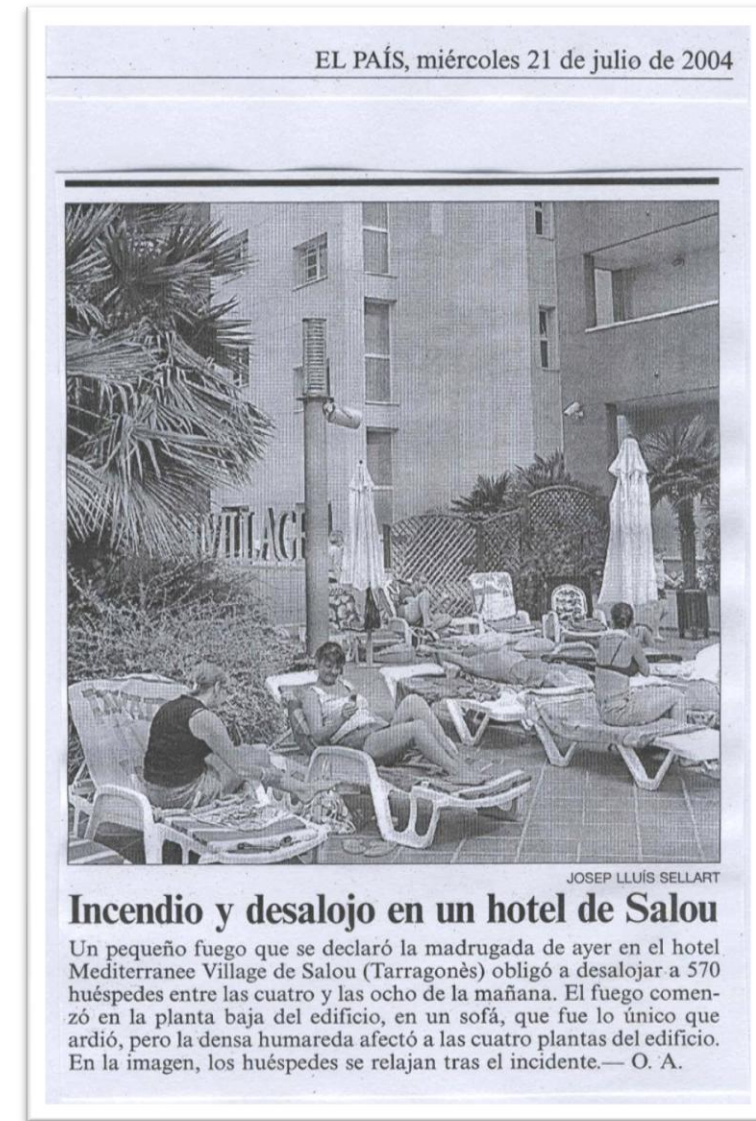 EL PAÍS, miércoles 21 de julio de 2004
VILLAGE
JOSEP LLUÍS SELLART
Incendio y desalojo en un hotel de Salou
Un pequeño fuego que se declaró la madrugada de ayer en el hotel
Mediterranee Village de Salou (Tarragonès) obligó a desalojar a 570
huéspedes entre las cuatro y las ocho de la mañana. El fuego comen-
zó en la planta baja del edificio, en un sofá, que fue lo único que
ardió, pero la densa humareda afectó a las cuatro plantas del edificio.
En la imagen, los huéspedes se relajan tras el incidente.— O. A.